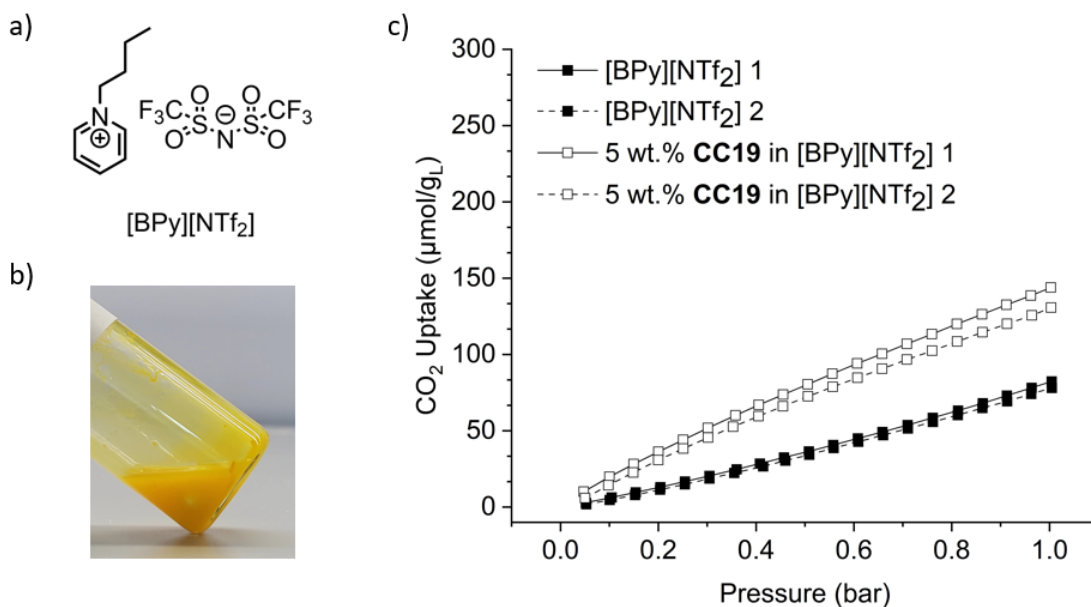 a)
N
⊕
F₃C
O
O
S
O
N
⊖
O
O
S
CF₃
O
[BPy][NTf₂]
b)
c)
[BPy][NTf₂] 1
[BPy][NTf₂] 2
5 wt.% CC19 in [BPy][NTf₂] 1
5 wt.% CC19 in [BPy][NTf₂] 2
CO₂ Uptake (μmol/g_L)
300
250
200
150
100
50
0
0.0 0.2 0.4 0.6 0.8 1.0
Pressure (bar)